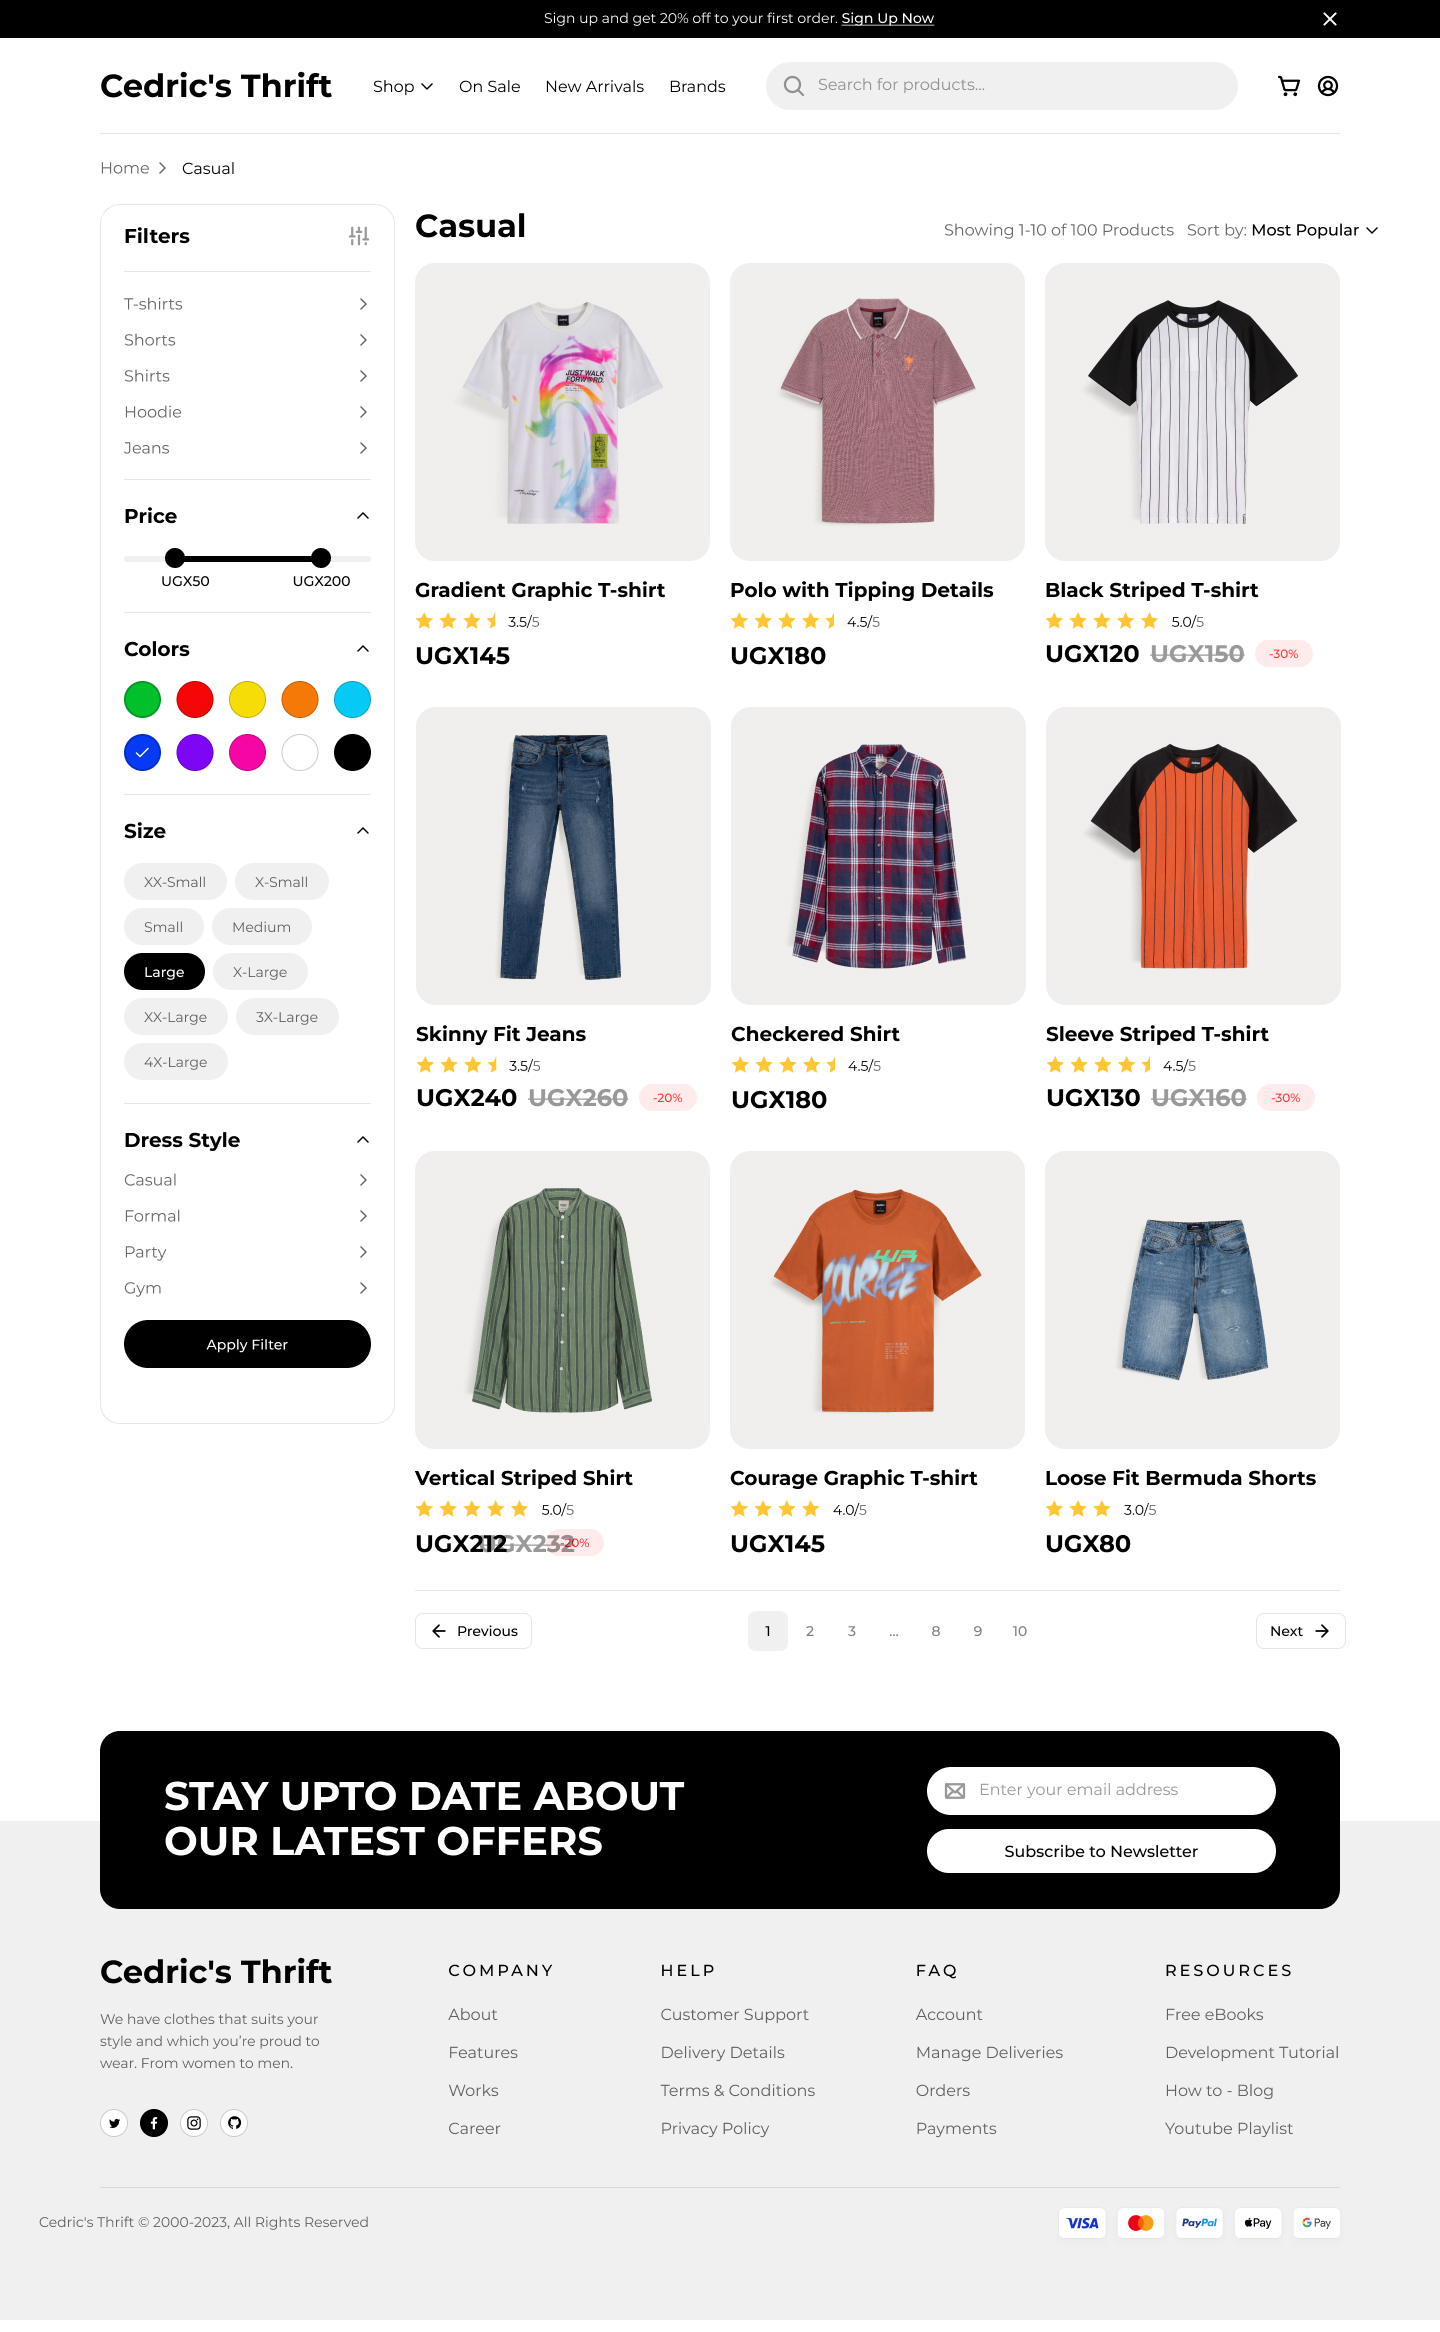 Sign up and get 20% off to your first order. Sign Up Now
Cedric's Thrift
Shop
On Sale
New Arrivals
Brands
Search for products...
Home
Casual
Filters
T-shirts
Shorts
Shirts
Hoodie
Jeans
Price
UGX50
UGX200
Colors
Size
XX-Small
X-Small
Small
Medium
Large
X-Large
XX-Large
3X-Large
4X-Large
Dress Style
Casual
Formal
Party
Gym
Apply Filter
Casual
Showing 1-10 of 100 Products
Sort by: Most Popular
JUST WALK
FORWARD.
Gradient Graphic T-shirt
3.5/5
UGX145
Polo with Tipping Details
4.5/5
UGX180
Black Striped T-shirt
5.0/5
UGX120 UGX150 -30%
Skinny Fit Jeans
3.5/5
UGX240 UGX260 -20%
Checkered Shirt
4.5/5
UGX180
Sleeve Striped T-shirt
4.5/5
UGX130 UGX160 -30%
Vertical Striped Shirt
5.0/5
UGX212 UGX232 -20%
COURAGE
Courage Graphic T-shirt
4.0/5
UGX145
Loose Fit Bermuda Shorts
3.0/5
UGX80
Previous
1 2 3 ... 8 9 10
Next
STAY UPTO DATE ABOUT
OUR LATEST OFFERS
Enter your email address
Subscribe to Newsletter
Cedric's Thrift
We have clothes that suits your
style and which you’re proud to
wear. From women to men.
COMPANY
About
Features
Works
Career
HELP
Customer Support
Delivery Details
Terms & Conditions
Privacy Policy
FAQ
Account
Manage Deliveries
Orders
Payments
RESOURCES
Free eBooks
Development Tutorial
How to - Blog
Youtube Playlist
Cedric's Thrift © 2000-2023, All Rights Reserved
VISA
PayPal
Pay
G Pay